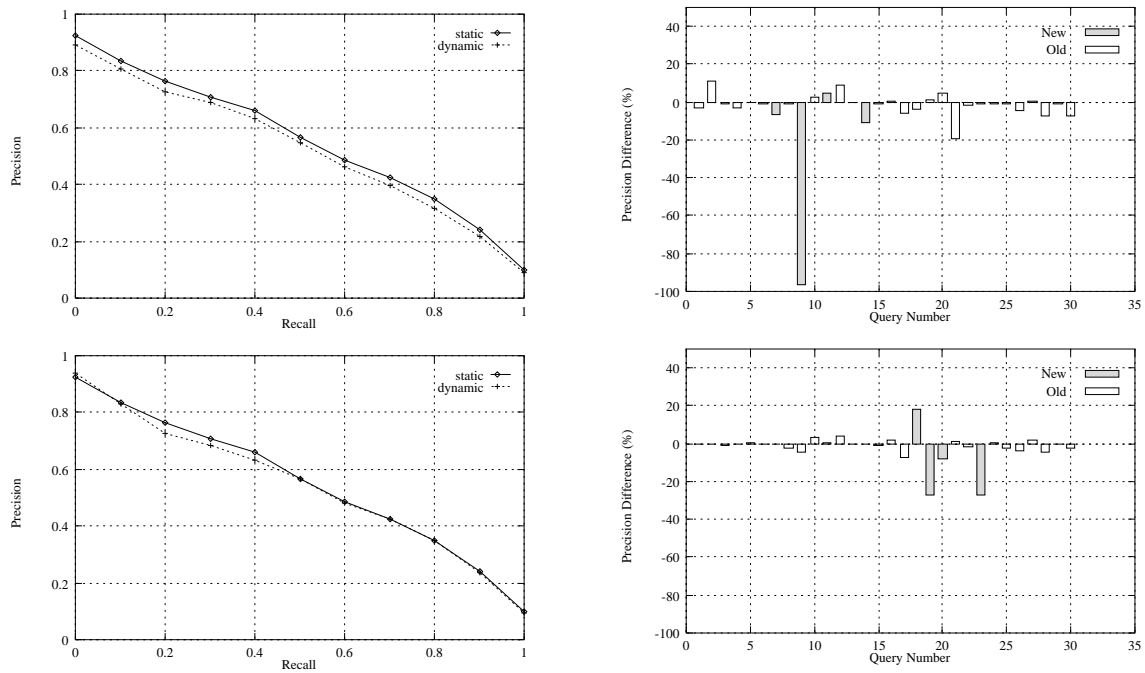 1
0.8
0.6
0.4
0.2
0
0 0.2 0.4 0.6 0.8 1
Precision
Recall
static
dynamic
40
20
0
-20
-40
-60
-80
-100
0 5 10 15 20 25 30 35
Precision Difference (%)
Query Number
New
Old
1
0.8
0.6
0.4
0.2
0
0 0.2 0.4 0.6 0.8 1
Precision
Recall
static
dynamic
40
20
0
-20
-40
-60
-80
-100
0 5 10 15 20 25 30 35
Precision Difference (%)
Query Number
New
Old